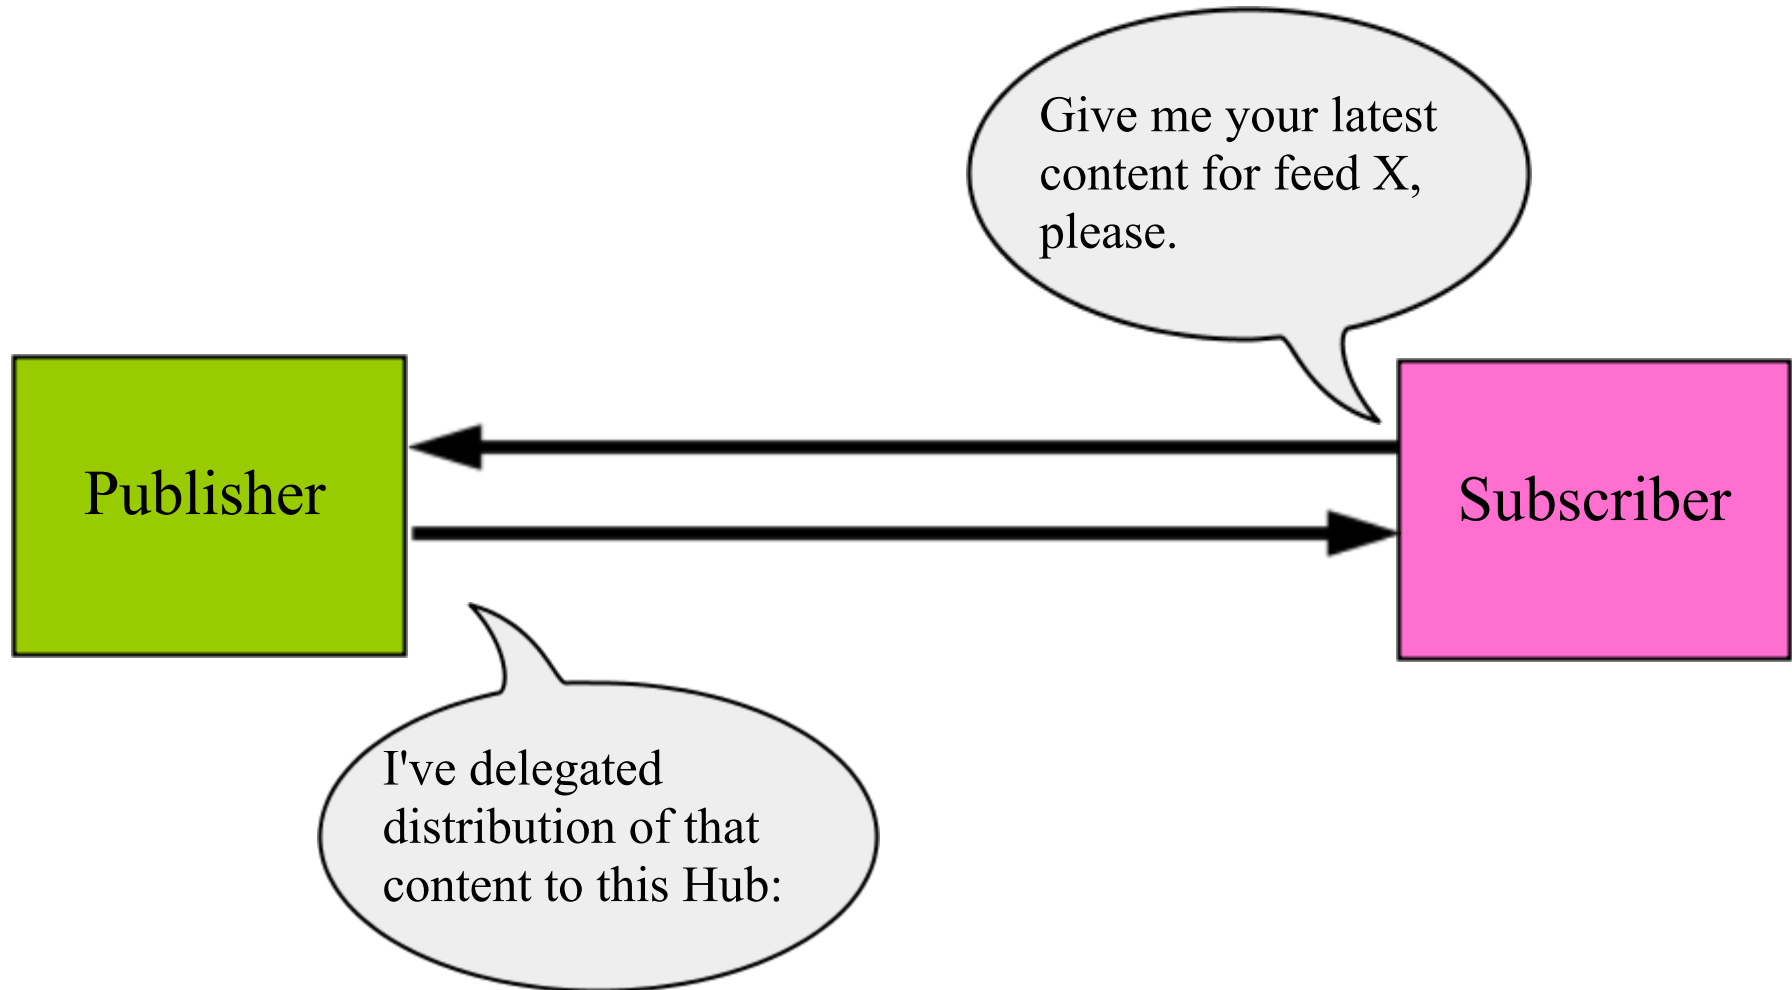 Give me your latest
content for feed X,
please.
Publisher
Subscriber
I've delegated
distribution of that
content to this Hub: